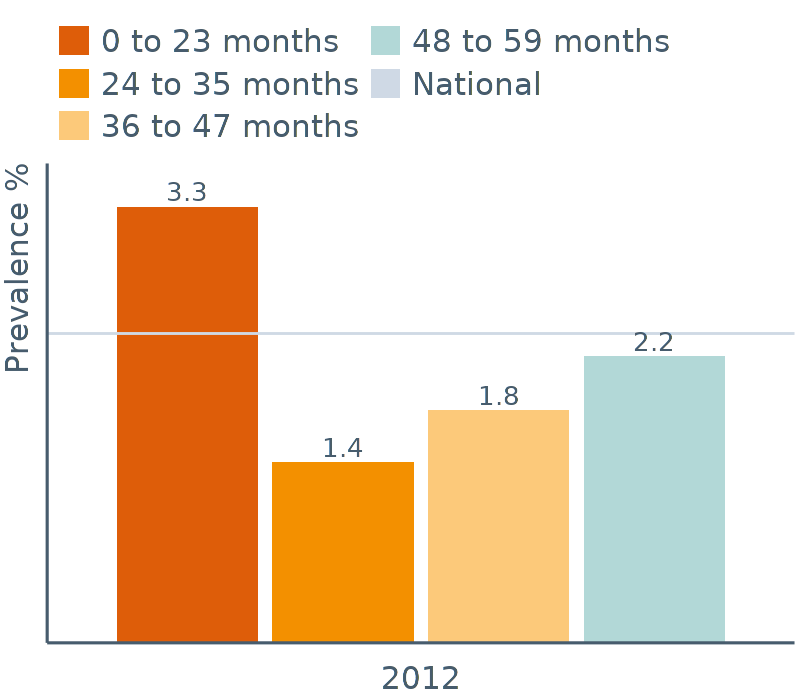 0 to 23 months
24 to 35 months
36 to 47 months
48 to 59 months
National
Prevalence %
3.3
1.4
1.8
2.2
2012